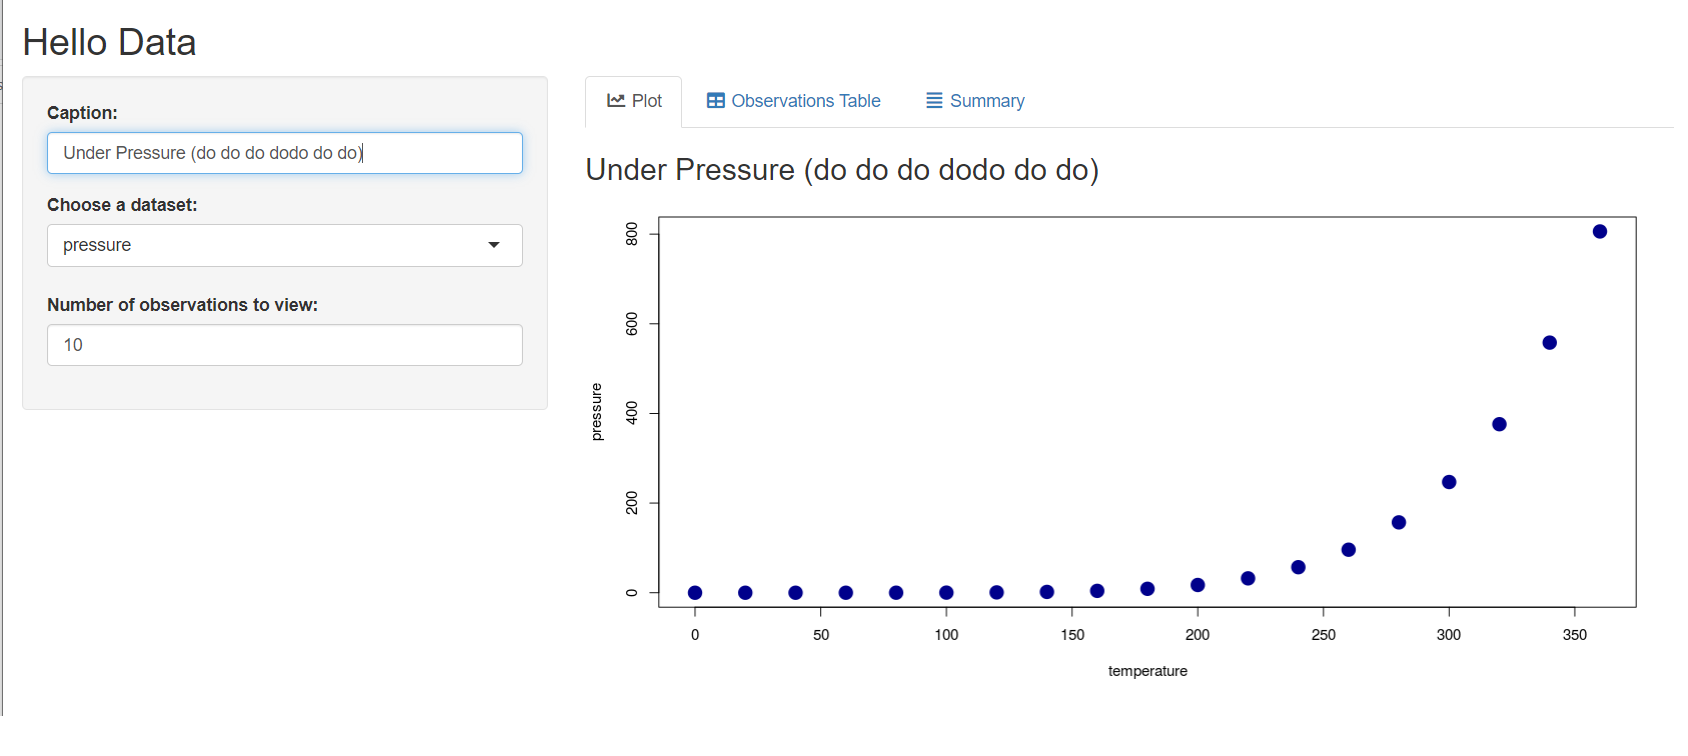 Hello Data
Caption:
Under Pressure (do do do dodo do do)
Choose a dataset:
pressure
Number of observations to view:
10
Plot
Observations Table
Summary
Under Pressure (do do do dodo do do)
800
600
400
200
0
pressure
0 50 100 150 200 250 300 350
temperature